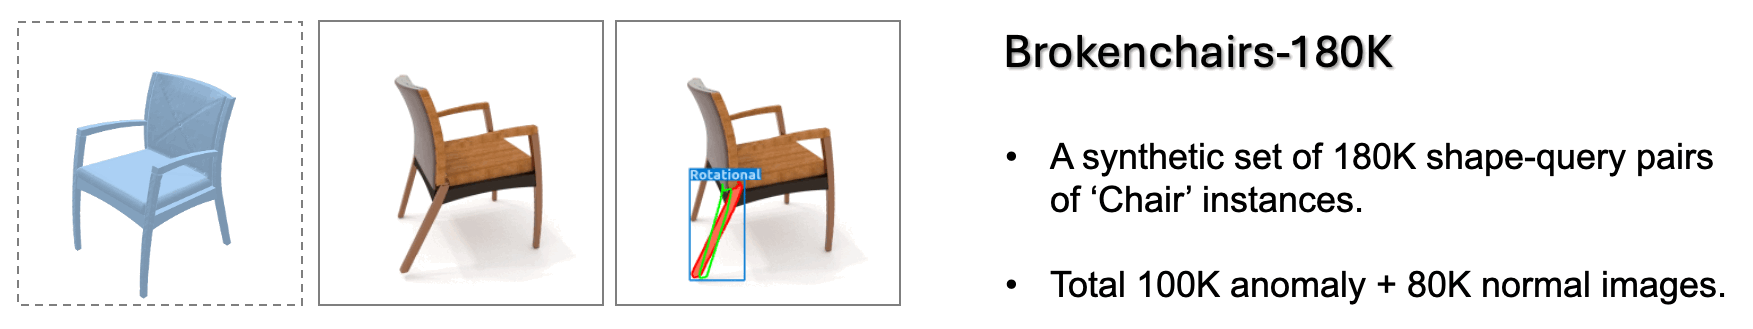 Rotational
Brokenchairs-180K
• A synthetic set of 180K shape-query pairs
of ‘Chair’ instances.
• Total 100K anomaly + 80K normal images.